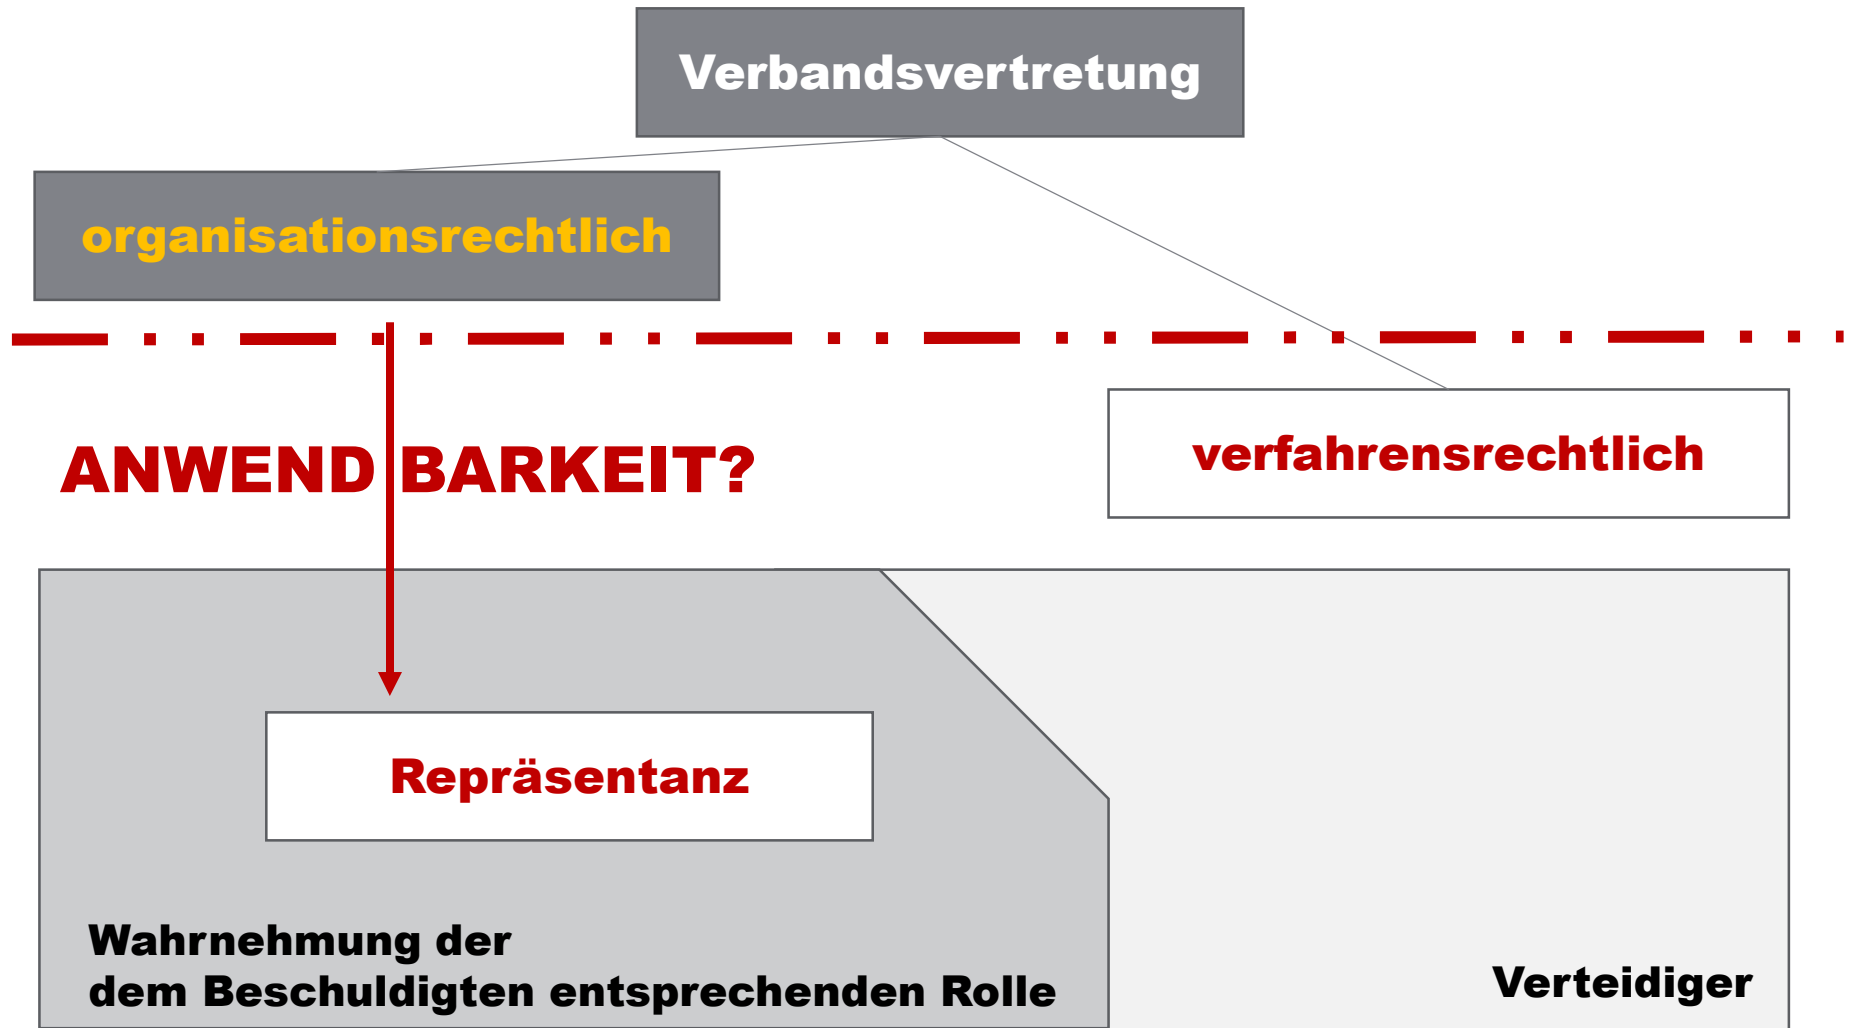 Verbandsvertretung
organisationsrechtlich
ANWEND BARKEIT?
verfahrensrechtlich
Repräsentanz
Wahrnehmung der
dem Beschuldigten entsprechenden Rolle
Verteidiger